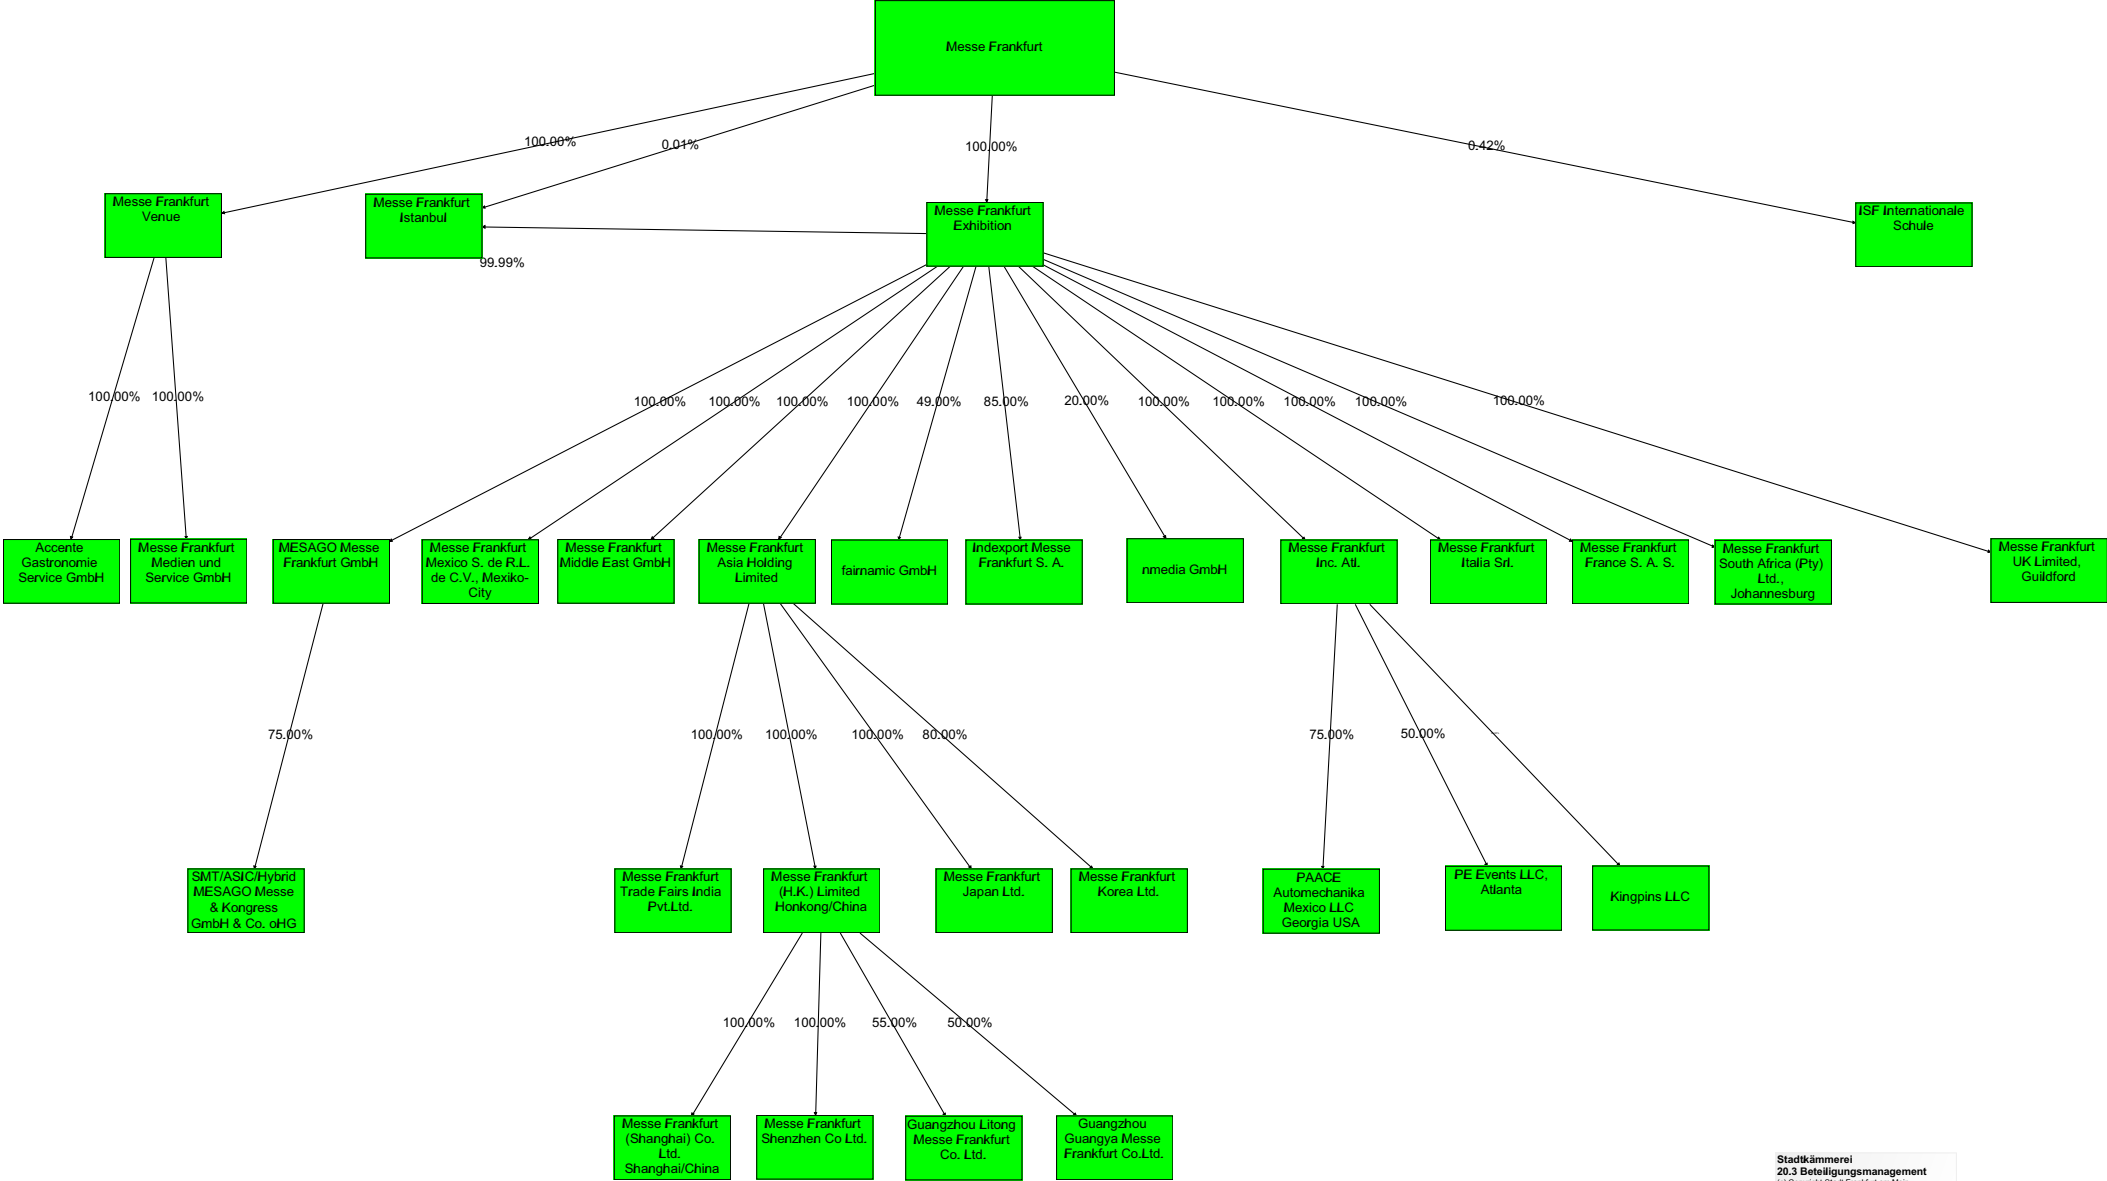 Messe Frankfurt
100.00%
0.01%
100.00%
0.42%
Messe Frankfurt
Venue
Messe Frankfurt
Istanbul
Messe Frankfurt
Exhibition
ISF Internationale
Schule
99.99%
100.00%
100.00%
100.00%
100.00%
100.00%
100.00%
49.00%
85.00%
20.00%
100.00%
100.00%
100.00%
100.00%
100.00%
Accente
Gastronomie
Service GmbH
Messe Frankfurt
Medien und
Service GmbH
MESAGO Messe
Frankfurt GmbH
Messe Frankfurt
Mexico S. de R.L.
de C.V., Mexiko-
City
Messe Frankfurt
Middle East GmbH
Messe Frankfurt
Asia Holding
Limited
fairnamic GmbH
Indexport Messe
Frankfurt S. A.
nmedia GmbH
Messe Frankfurt
Inc. Atl.
Messe Frankfurt
Italia Srl.
Messe Frankfurt
France S. A. S.
Messe Frankfurt
South Africa (Pty)
Ltd.,
Johannesburg
Messe Frankfurt
UK Limited,
Guildford
75.00%
100.00%
100.00%
100.00%
80.00%
75.00%
50.00%
SMT/ASIC/Hybrid
MESAGO Messe
& Kongress
GmbH & Co. oHG
Messe Frankfurt
Trade Fairs India
Pvt.Ltd.
Messe Frankfurt
(H.K.) Limited
Honkong/China
Messe Frankfurt
Japan Ltd.
Messe Frankfurt
Korea Ltd.
PAACE
Automechanika
Mexico LLC
Georgia USA
PE Events LLC,
Atlanta
Kingpins LLC
100.00%
100.00%
55.00%
50.00%
Messe Frankfurt
(Shanghai) Co.
Ltd.
Shanghai/China
Messe Frankfurt
Shenzhen Co Ltd.
Guangzhou Litong
Messe Frankfurt
Co. Ltd.
Guangzhou
Guangya Messe
Frankfurt Co.Ltd.
Stadtkämmerei
20.3 Beteiligungsmanagement